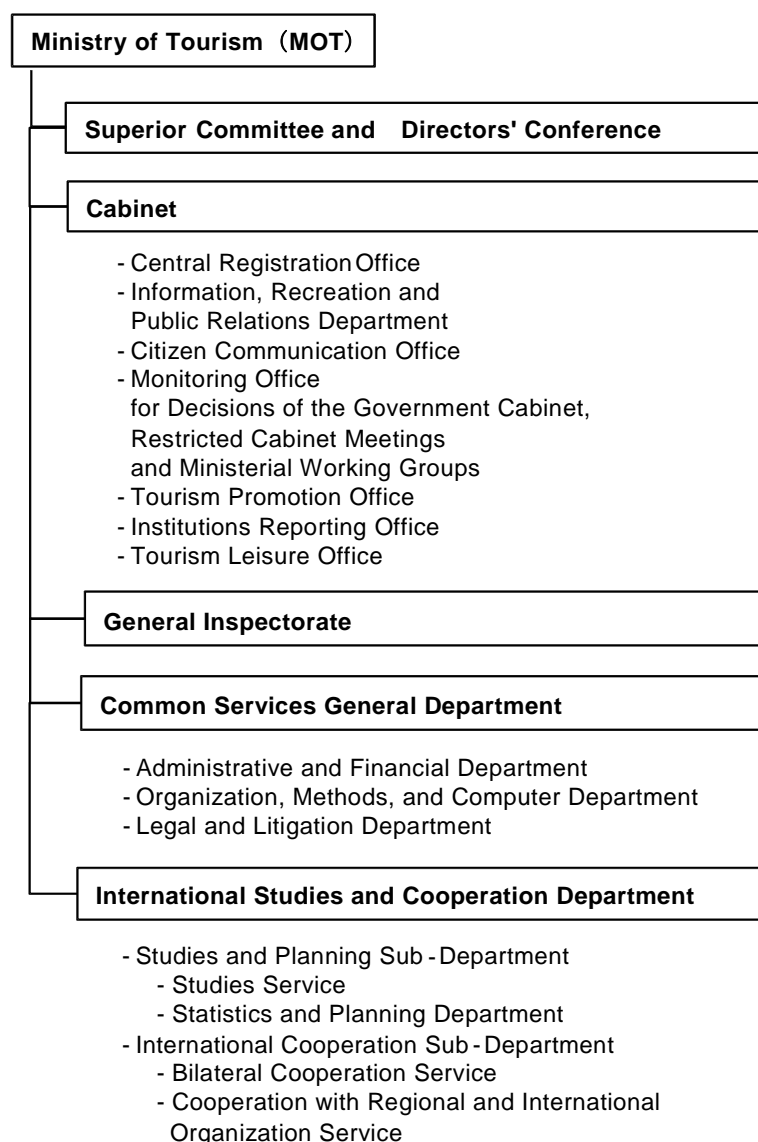 Ministry of Tourism（MOT）
Superior Committee and Directors' Conference
Cabinet
- Central Registration Office
- Information, Recreation and
Public Relations Department
- Citizen Communication Office
- Monitoring Office
for Decisions of the Government Cabinet,
Restricted Cabinet Meetings
and Ministerial Working Groups
- Tourism Promotion Office
- Institutions Reporting Office
- Tourism Leisure Office
General Inspectorate
Common Services General Department
- Administrative and Financial Department
- Organization, Methods, and Computer Department
- Legal and Litigation Department
International Studies and Cooperation Department
- Studies and Planning Sub-Department
- Studies Service
- Statistics and Planning Department
- International Cooperation Sub-Department
- Bilateral Cooperation Service
- Cooperation with Regional and International
Organization Service